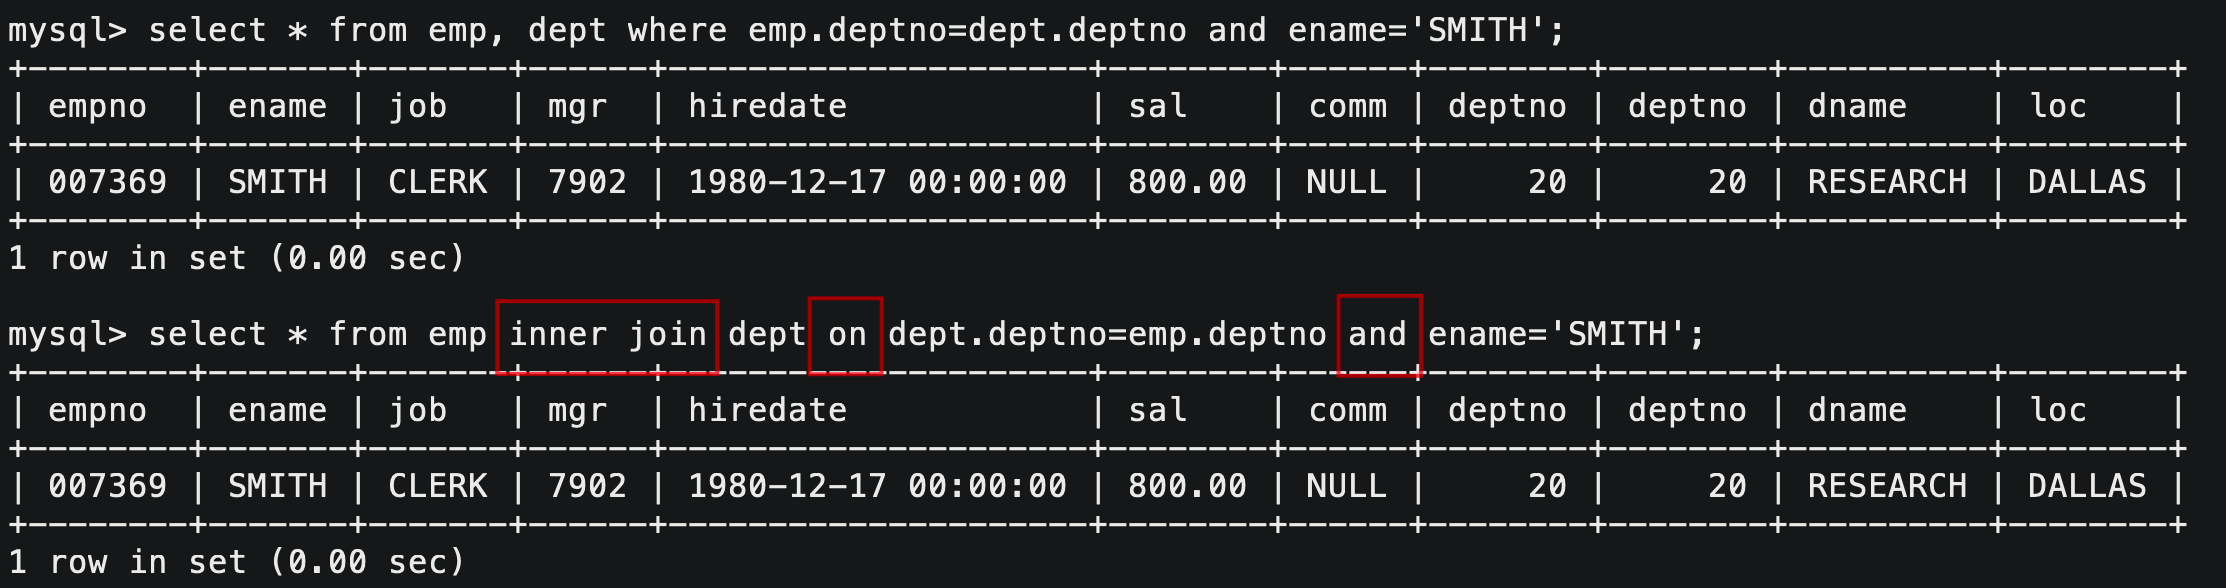 mysql> select * from emp, dept where emp.deptno=dept.deptno and ename='SMITH';
+--------+-------+-------+------+---------------------+--------+------+--------+--------+----------+--------+
| empno  | ename | job   | mgr  | hiredate            | sal    | comm | deptno | deptno | dname    | loc    |
+--------+-------+-------+------+---------------------+--------+------+--------+--------+----------+--------+
| 007369 | SMITH | CLERK | 7902 | 1980-12-17 00:00:00 | 800.00 | NULL |     20 |     20 | RESEARCH | DALLAS |
+--------+-------+-------+------+---------------------+--------+------+--------+--------+----------+--------+
1 row in set (0.00 sec)

mysql> select * from emp inner join dept on dept.deptno=emp.deptno and ename='SMITH';
+--------+-------+-------+------+---------------------+--------+------+--------+--------+----------+--------+
| empno  | ename | job   | mgr  | hiredate            | sal    | comm | deptno | deptno | dname    | loc    |
+--------+-------+-------+------+---------------------+--------+------+--------+--------+----------+--------+
| 007369 | SMITH | CLERK | 7902 | 1980-12-17 00:00:00 | 800.00 | NULL |     20 |     20 | RESEARCH | DALLAS |
+--------+-------+-------+------+---------------------+--------+------+--------+--------+----------+--------+
1 row in set (0.00 sec)